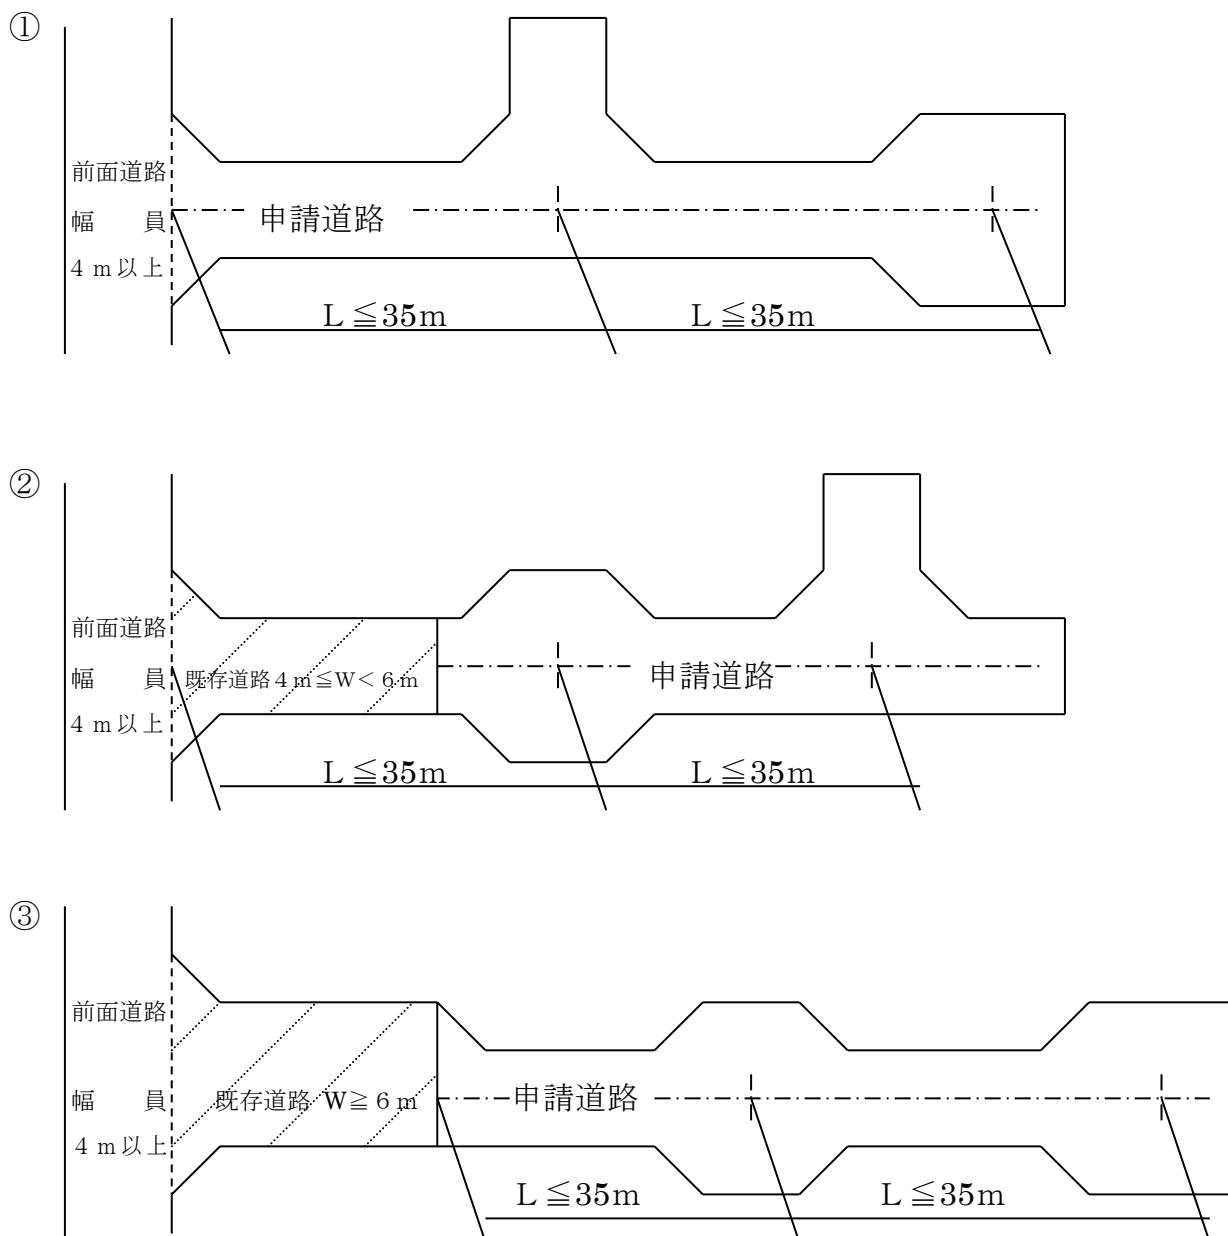 ①
前面道路
幅　員
4ｍ以上
申請道路
L≦35m
L≦35m
②
前面道路
幅　員
4ｍ以上
既存道路４ｍ≦W＜６ｍ
申請道路
L≦35m
L≦35m
③
前面道路
幅　員
4ｍ以上
既存道路 W≧６ｍ
申請道路
L≦35m
L≦35m